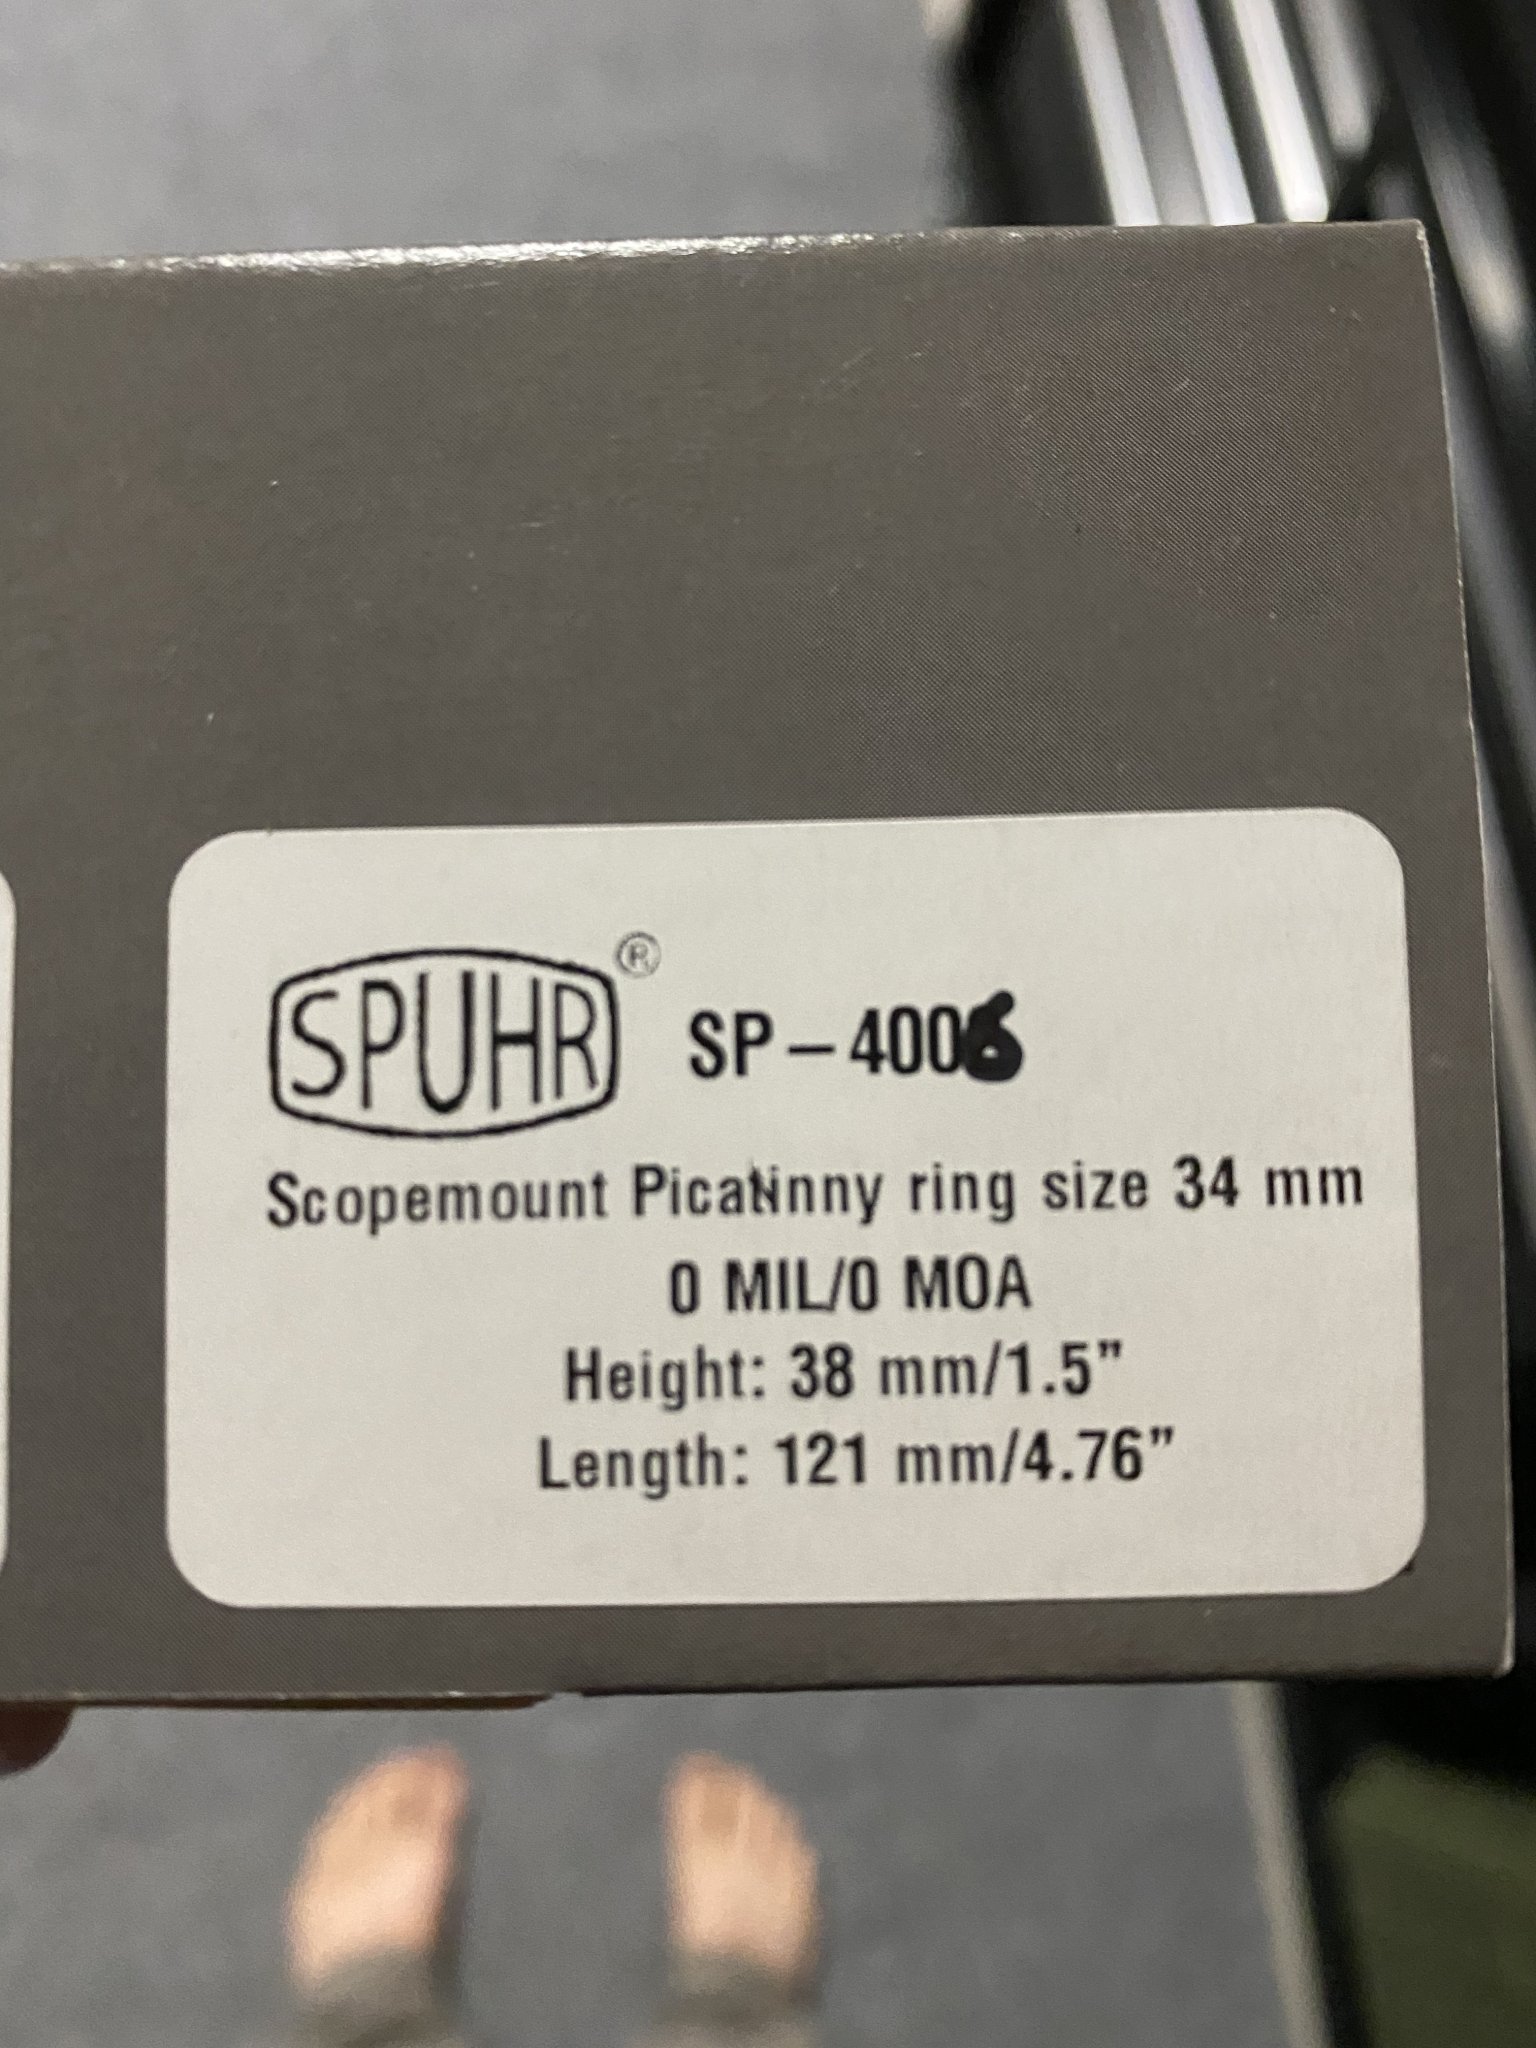 SPUHR® SP-4006
Scopemount Picatinny ring size 34 mm
0 MIL/0 MOA
Height: 38 mm/1.5”
Length: 121 mm/4.76”